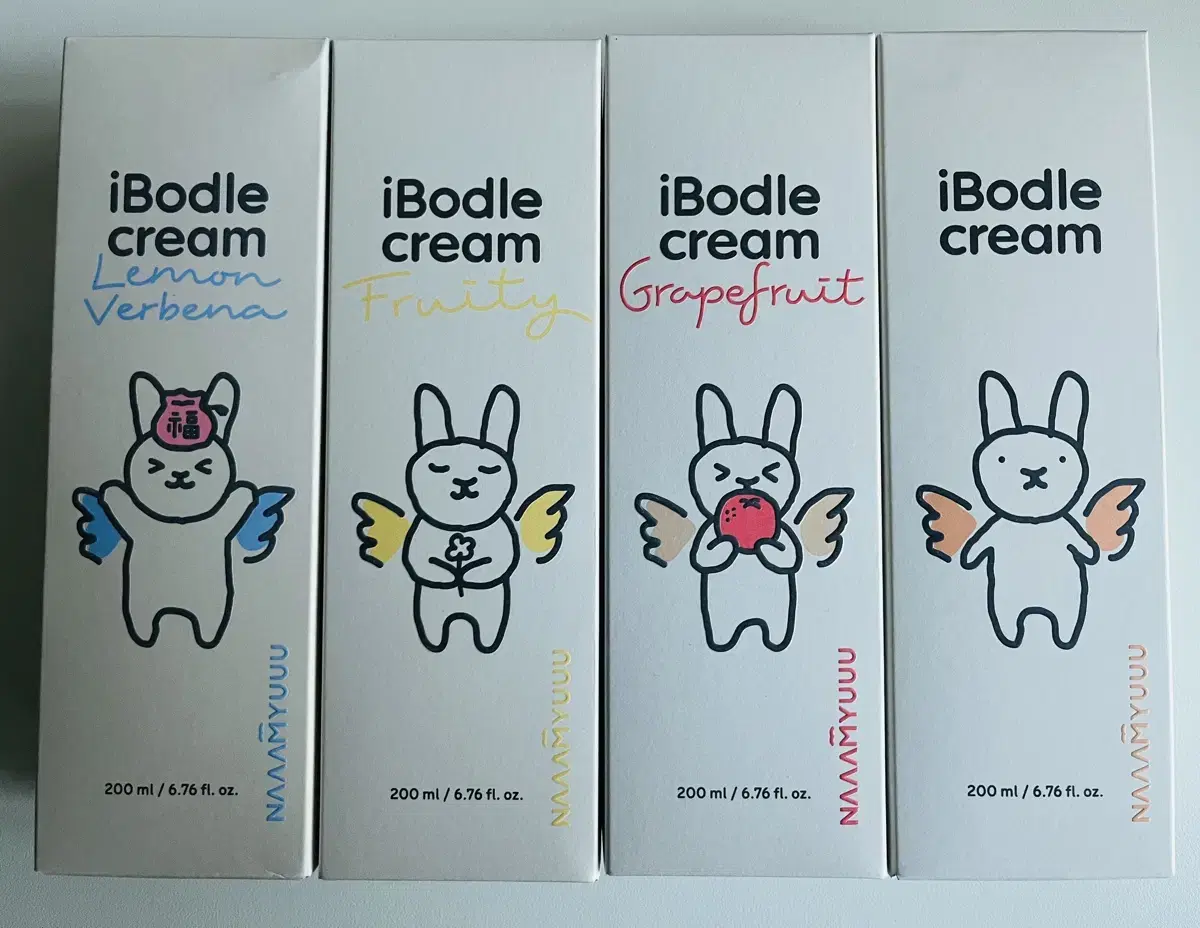 iBodle
cream
Lemon
Verbena
福
NAAAMYUUU
200 ml / 6.76 fl. oz.
iBodle
cream
Fruity
NAAAMYUUU
200 ml / 6.76 fl. oz.
iBodle
cream
Grapefruit
NAAAMYUUU
200 ml / 6.76 fl. oz.
iBodle
cream
NAAAMYUUU
200 ml / 6.76 fl. oz.